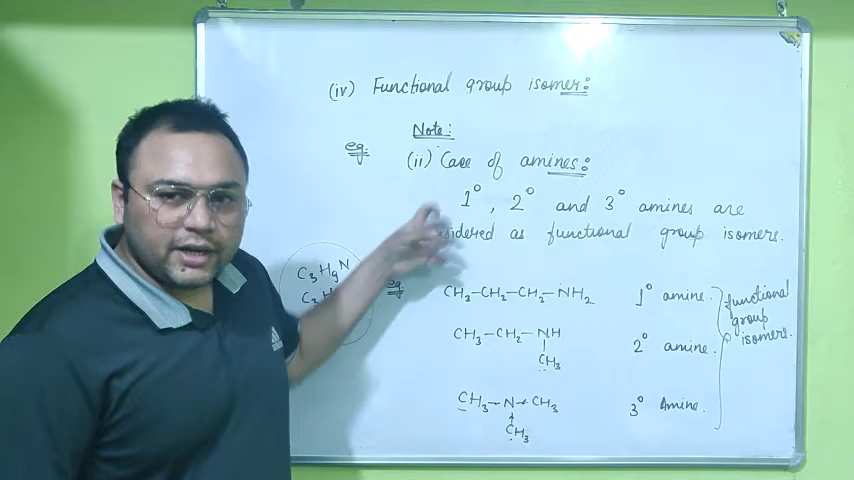 (iv) Functional group isomer:
Note:
eg. (ii) Case of amines:
1°, 2° and 3° amines are
sidered as functional group isomers.
C3H9N
eg.
CH3-CH2-CH2-NH2 1° amine.
CH3-CH2-NH 2° amine.
CH3
CH3-N-CH3 3° Amine.
CH3
functional
group
isomers.
adidas